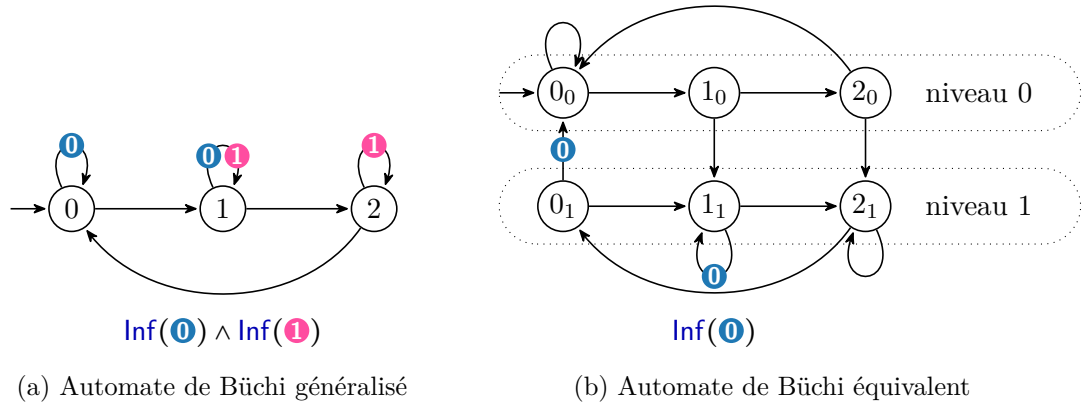 0₀ 1₀ 2₀ niveau 0
0 0 1 1 0
0 1 2 0₁ 1₁ 2₁ niveau 1
0
Inf(0) ∧ Inf(1) Inf(0)
(a) Automate de Büchi généralisé
(b) Automate de Büchi équivalent